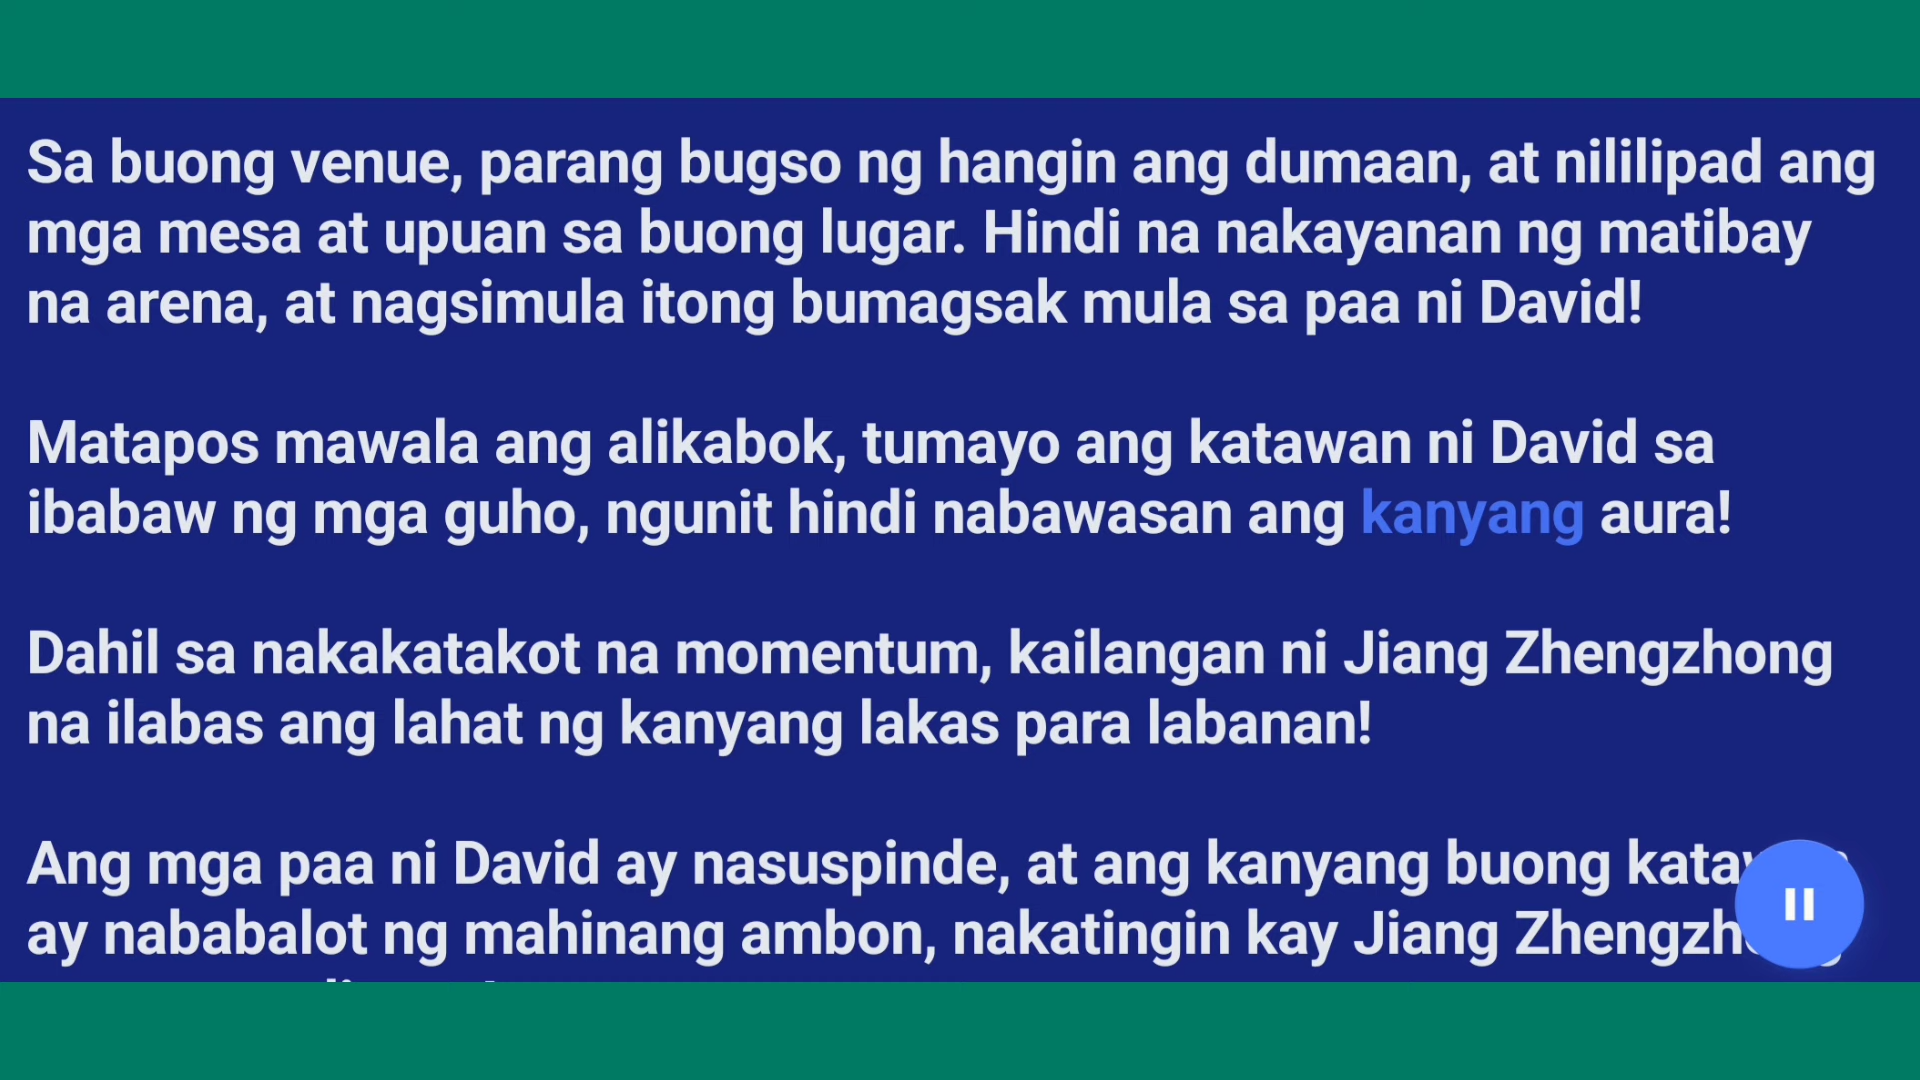 Sa buong venue, parang bugso ng hangin ang dumaan, at nililipad ang
mga mesa at upuan sa buong lugar. Hindi na nakayanan ng matibay
na arena, at nagsimula itong bumagsak mula sa paa ni David!
Matapos mawala ang alikabok, tumayo ang katawan ni David sa
ibabaw ng mga guho, ngunit hindi nabawasan ang kanyang aura!
Dahil sa nakakatakot na momentum, kailangan ni Jiang Zhengzhong
na ilabas ang lahat ng kanyang lakas para labanan!
Ang mga paa ni David ay nasuspinde, at ang kanyang buong
ay nababalot ng mahinang ambon, nakatingin kay Jiang